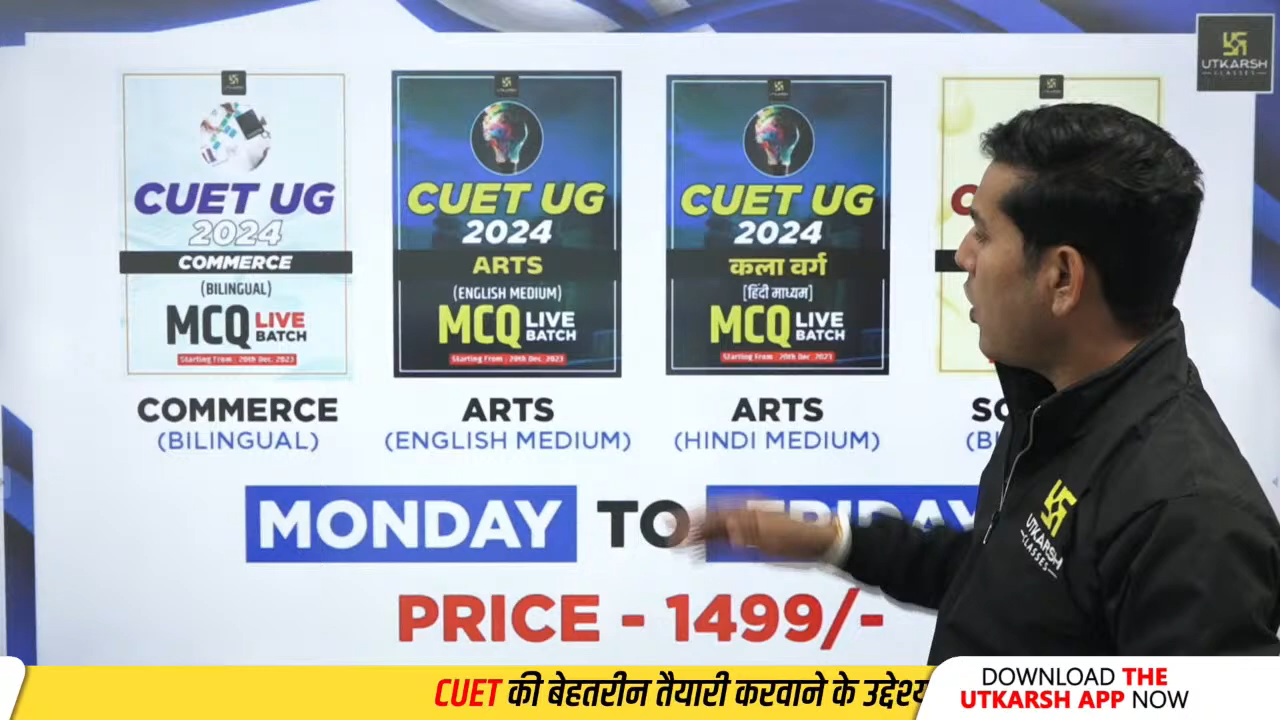 UTKARSH
CLASSES
CUET UG
2024
COMMERCE
(BILINGUAL)
MCQ LIVE BATCH
Starting From : 20th Dec. 2023
COMMERCE
(BILINGUAL)
CUET UG
2024
ARTS
(ENGLISH MEDIUM)
MCQ LIVE BATCH
Starting From : 20th Dec. 2023
ARTS
(ENGLISH MEDIUM)
CUET UG
2024
कला वर्ग
[हिंदी माध्यम]
MCQ LIVE BATCH
Starting From : 20th Dec. 2023
ARTS
(HINDI MEDIUM)
MONDAY TO FRIDAY
PRICE - 1499/-
UTKARSH
CLASSES
CUET की बेहतरीन तैयारी करवाने के उद्देश्य
DOWNLOAD THE
UTKARSH APP NOW